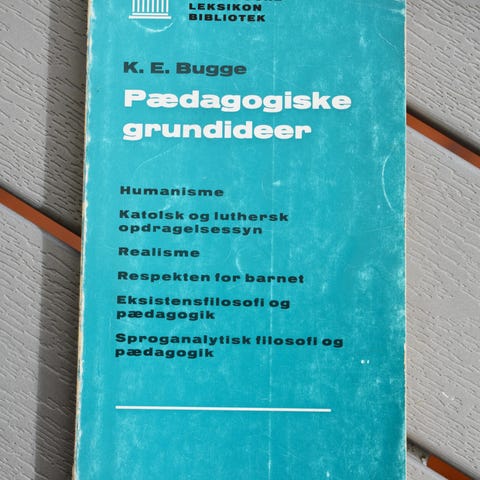 LEKSIKON
BIBLIOTEK
K. E. Bugge
Pædagogiske
grundideer
Humanisme
Katolsk og luthersk
opdragelsessyn
Realisme
Respekten for barnet
Eksistensfilosofi og
pædagogik
Sproganalytisk filosofi og
pædagogik